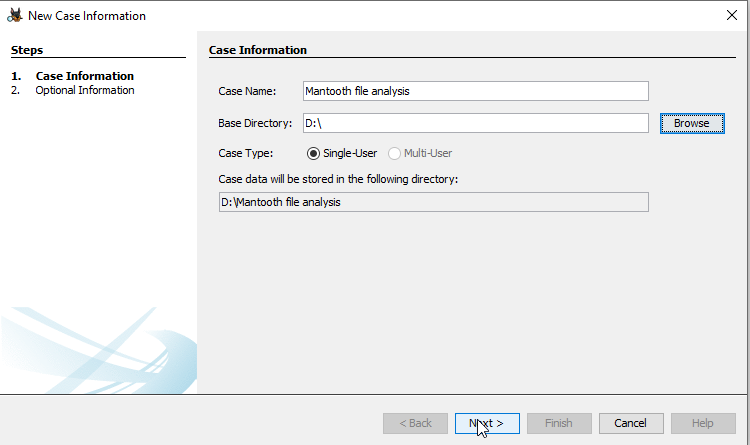 New Case Information
Steps
1. Case Information
2. Optional Information
Case Information
Case Name: Mantooth file analysis
Base Directory: D:\ Browse
Case Type: Single-User Multi-User
Case data will be stored in the following directory:
D:\Mantooth file analysis
< Back Next > Finish Cancel Help